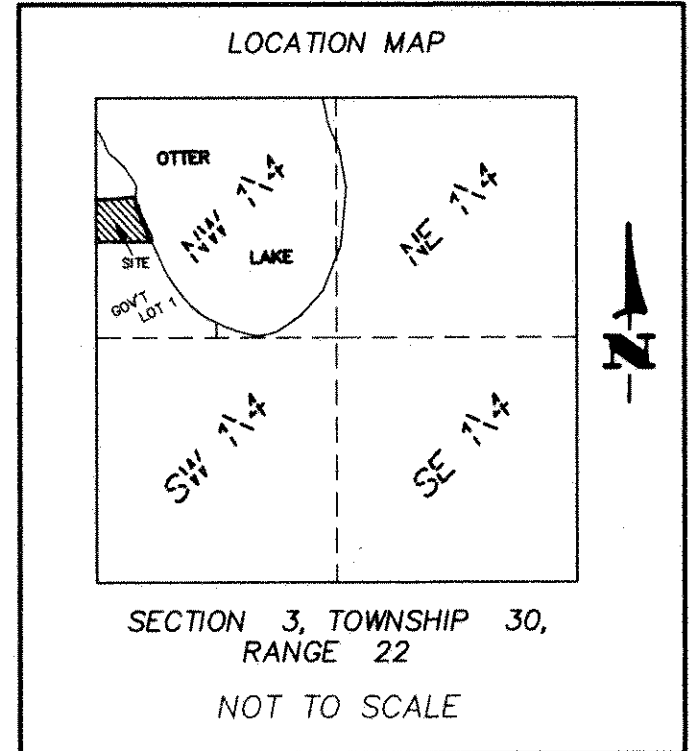 LOCATION MAP
OTTER
NW 1/4
NE 1/4
LAKE
SITE
GOV'T
LOT 1
N
SW 1/4
SE 1/4
SECTION 3, TOWNSHIP 30,
RANGE 22
NOT TO SCALE